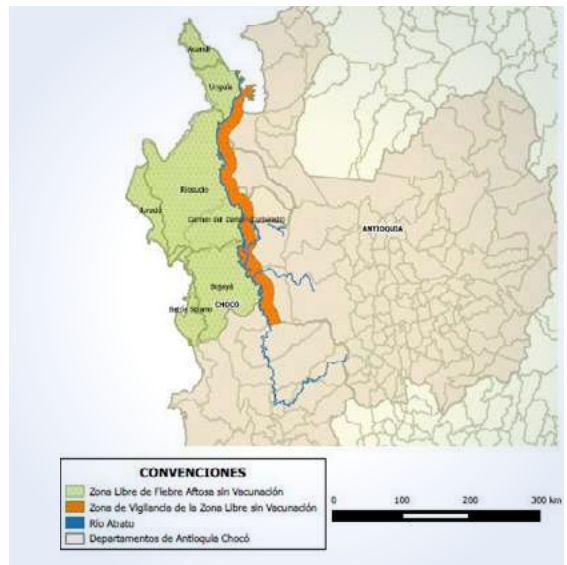 Acandí
Unguía
Riosucio
Juradó
Carmen del Darién (Curbaradó)
ANTIOQUIA
Bojayá
CHOCÓ
Bahía Solano
CONVENCIONES
Zona Libre de Fiebre Aftosa sin Vacunación
Zona de Vigilancia de la Zona Libre sin Vacunación
Río Atrato
Departamentos de Antioquia Chocó
0 100 200 300 km